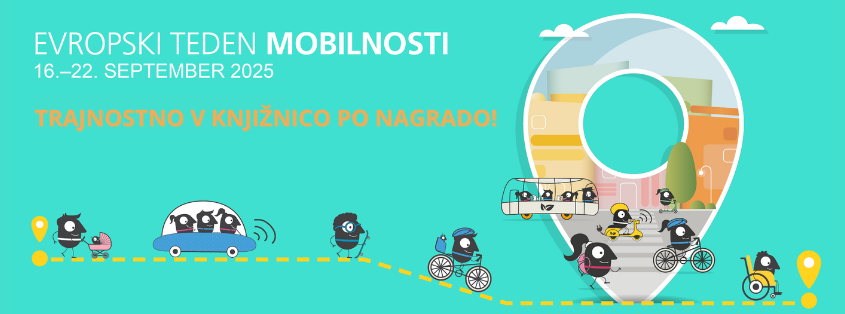 EVROPSKI TEDEN MOBILNOSTI
16.–22. SEPTEMBER 2025
TRAJNOSTNO V KNJIŽNICO PO NAGRADO!